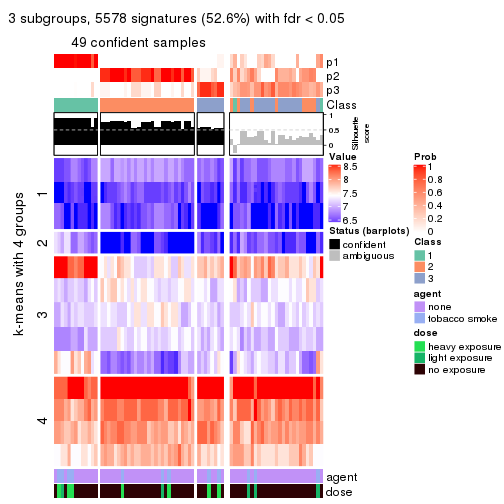 3 subgroups, 5578 signatures (52.6%) with fdr < 0.05
49 confident samples
p1
p2
p3
Class
1
0.5
0
Silhouette
score
k-means with 4 groups
1
2
3
4
agent
dose
Value
8.5
8
7.5
7
6.5
Status (barplots)
confident
ambiguous
Prob
1
0.8
0.6
0.4
0.2
0
Class
1
2
3
agent
none
tobacco smoke
dose
heavy exposure
light exposure
no exposure